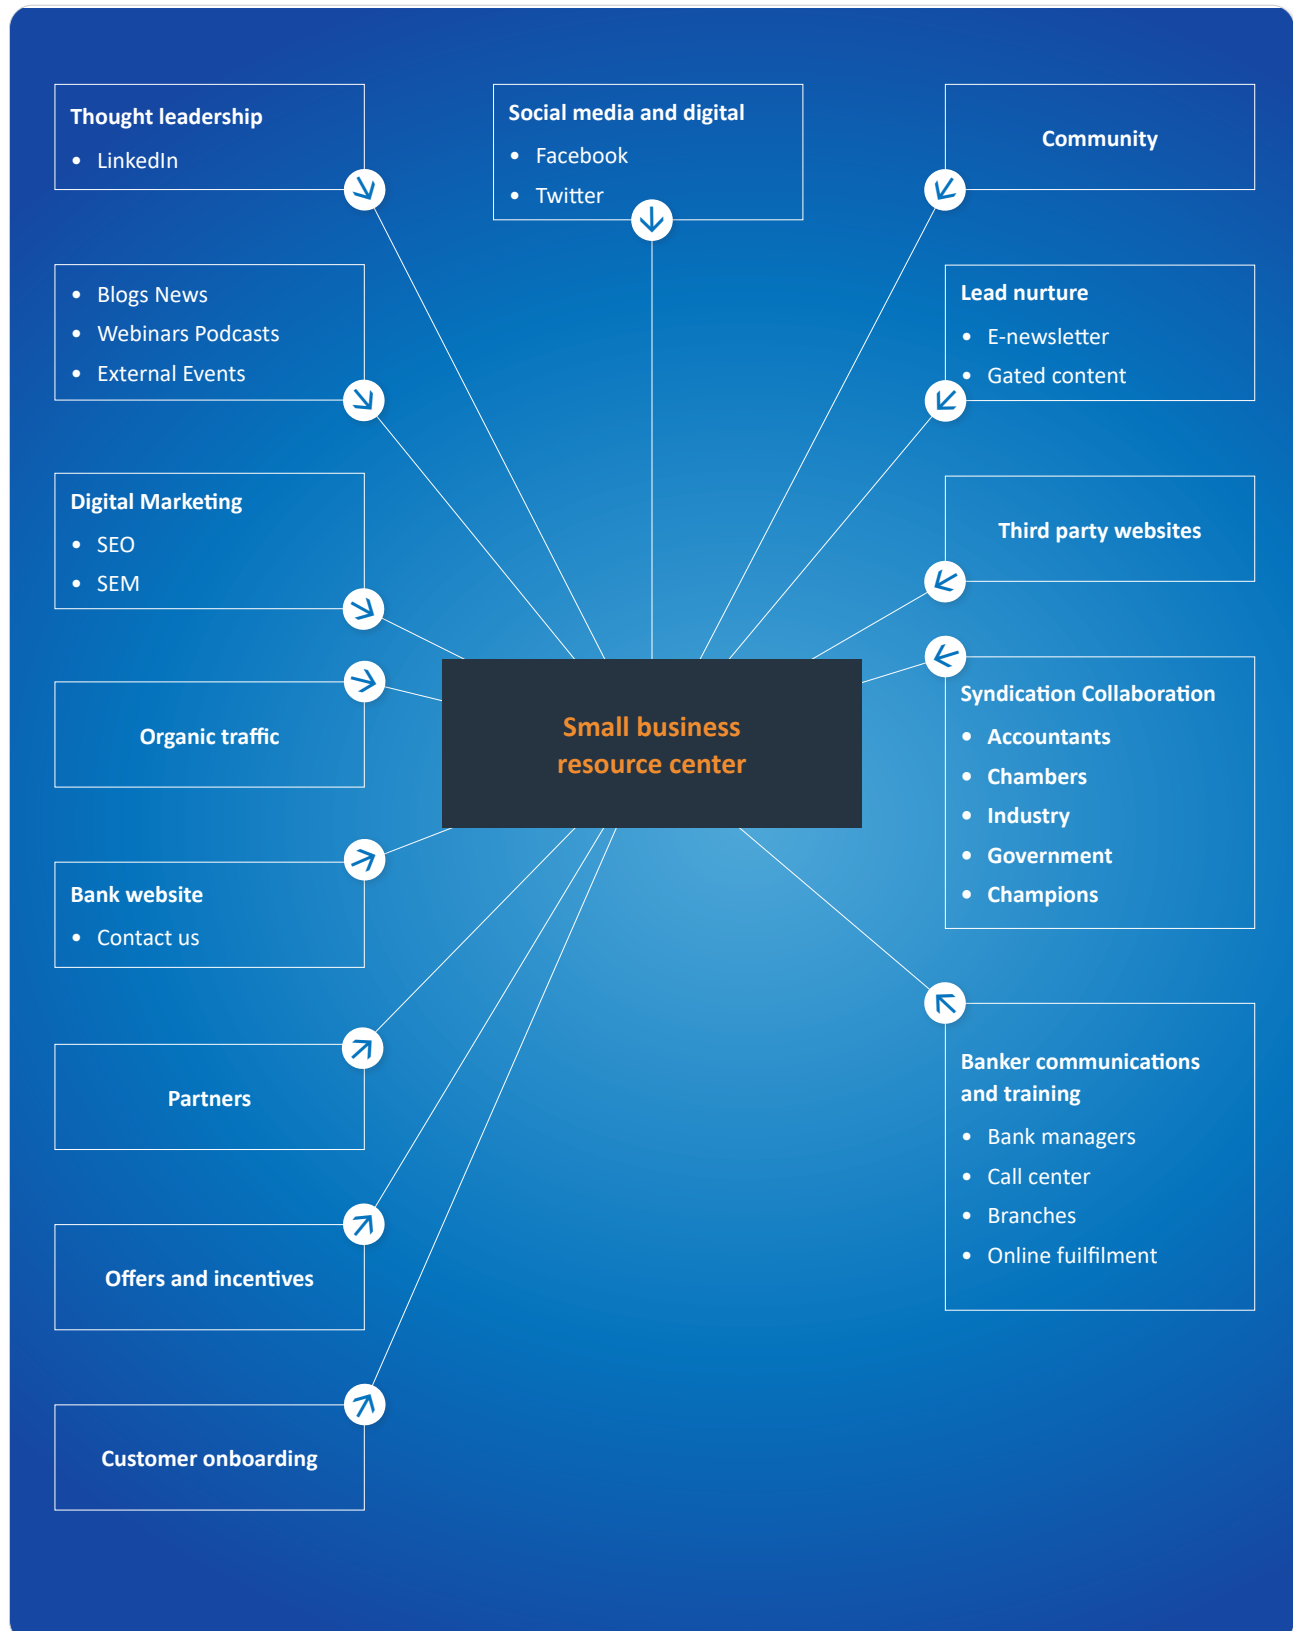 Thought leadership
• LinkedIn
Social media and digital
• Facebook
• Twitter
Community
• Blogs News
• Webinars Podcasts
• External Events
Lead nurture
• E-newsletter
• Gated content
Digital Marketing
• SEO
• SEM
Third party websites
Organic traffic
Small business
resource center
Syndication Collaboration
• Accountants
• Chambers
• Industry
• Government
• Champions
Bank website
• Contact us
Partners
Banker communications
and training
• Bank managers
• Call center
• Branches
• Online fuilfilment
Offers and incentives
Customer onboarding